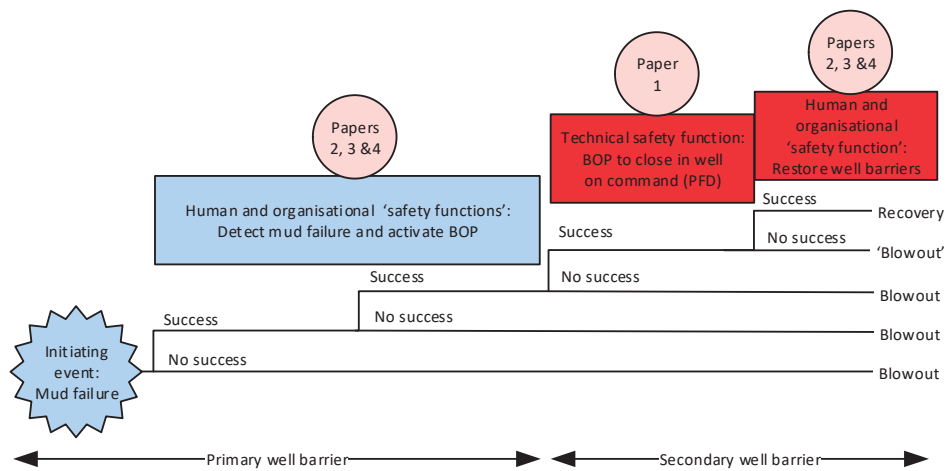 Papers
2, 3 &4
Paper
1
Papers
2, 3 &4
Human and organisational 'safety functions':
Detect mud failure and activate BOP
Technical safety function:
BOP to close in well
on command (PFD)
Human and
organisational
'safety function':
Restore well barriers
Success
Recovery
No success
'Blowout'
Success
No success
Blowout
Success
No success
Blowout
Success
No success
Blowout
Initiating
event:
Mud failure
Primary well barrier
Secondary well barrier